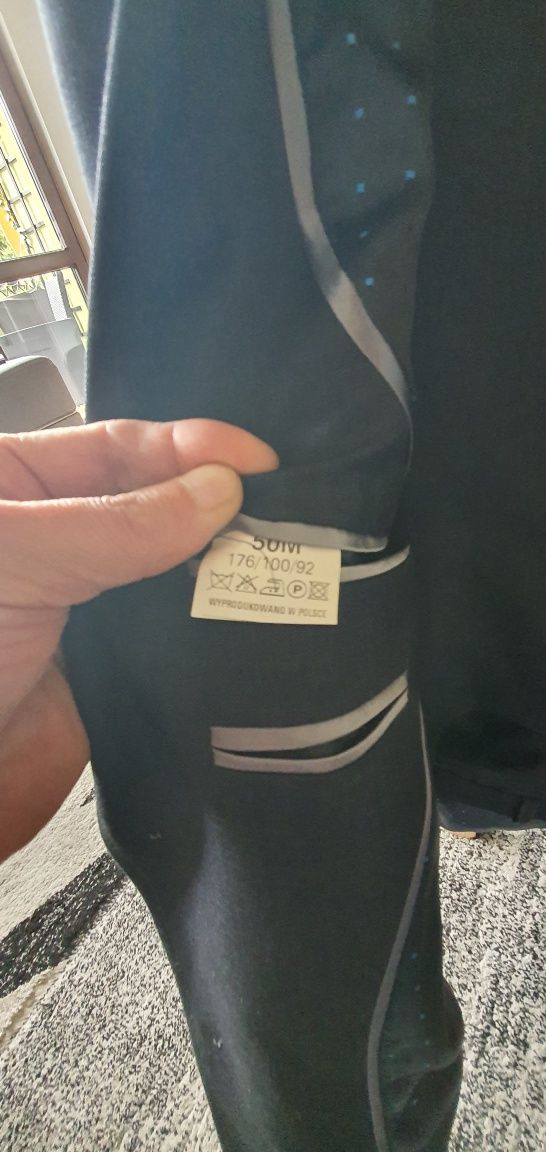 50M
176/100/92
P
WYPRODUKOWANO W POLSCE